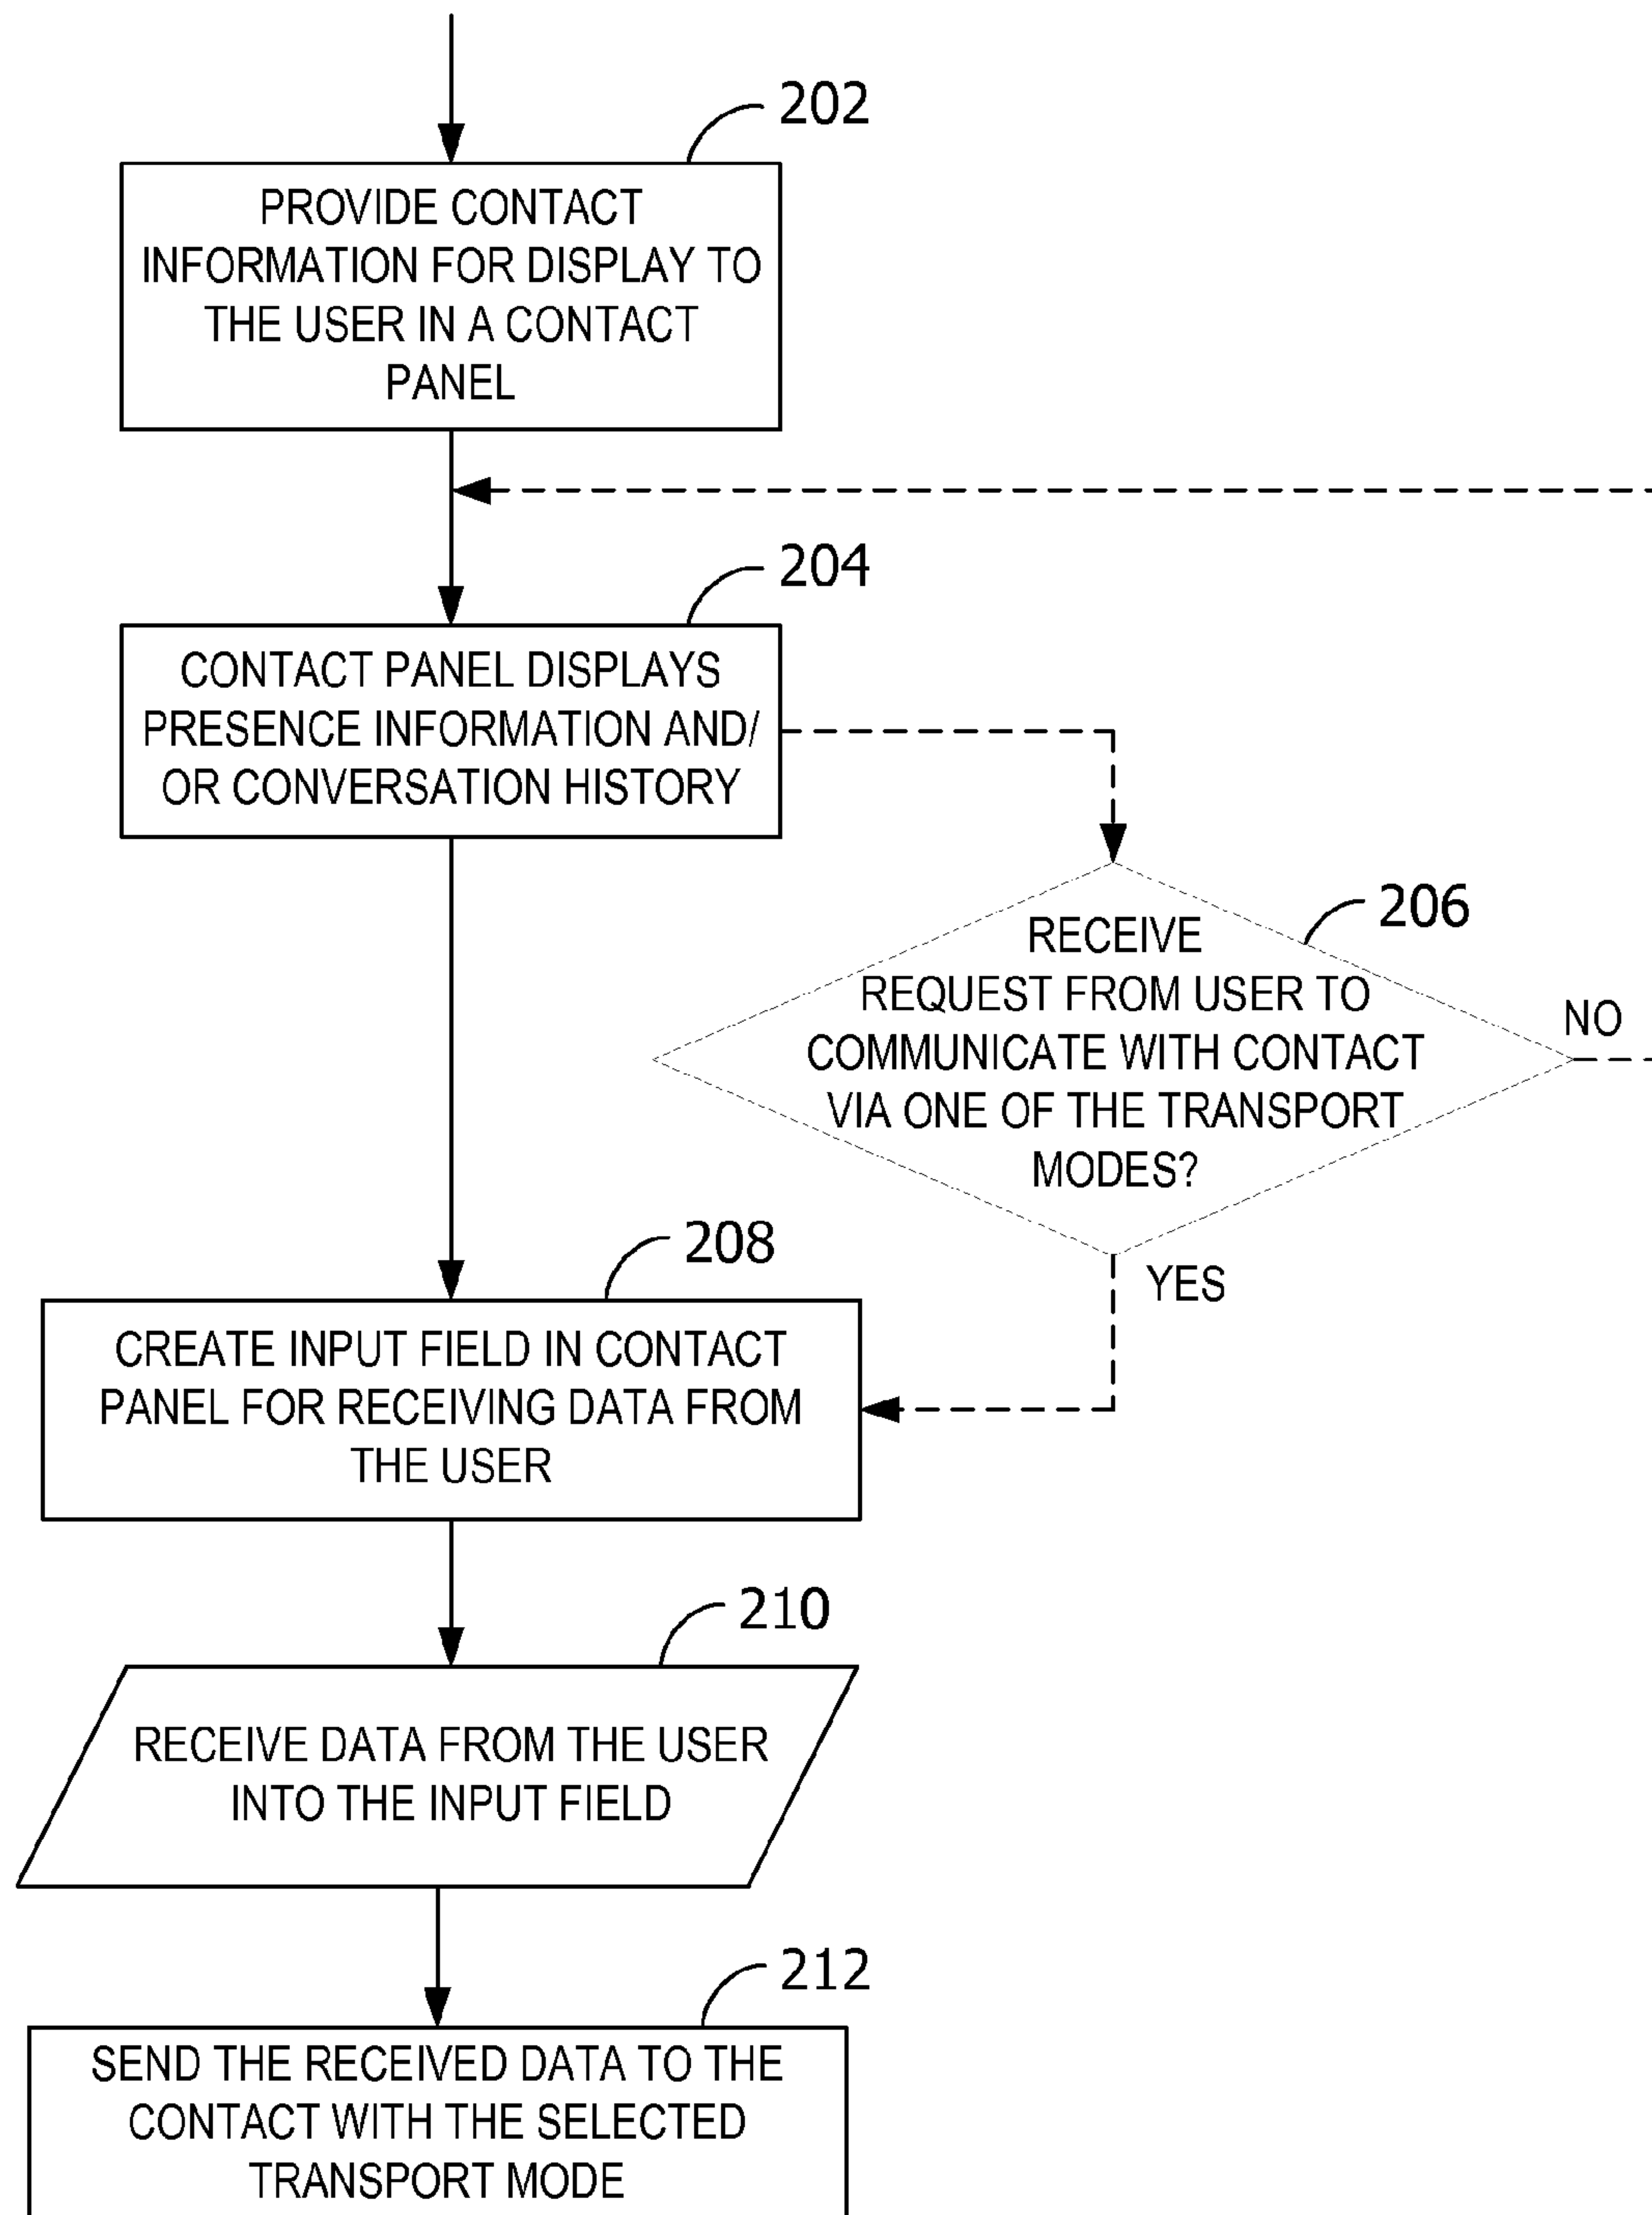 202
PROVIDE CONTACT
INFORMATION FOR DISPLAY TO
THE USER IN A CONTACT
PANEL
204
CONTACT PANEL DISPLAYS
PRESENCE INFORMATION AND/
OR CONVERSATION HISTORY
206
RECEIVE
REQUEST FROM USER TO
COMMUNICATE WITH CONTACT
VIA ONE OF THE TRANSPORT
MODES?
NO
YES
208
CREATE INPUT FIELD IN CONTACT
PANEL FOR RECEIVING DATA FROM
THE USER
210
RECEIVE DATA FROM THE USER
INTO THE INPUT FIELD
212
SEND THE RECEIVED DATA TO THE
CONTACT WITH THE SELECTED
TRANSPORT MODE